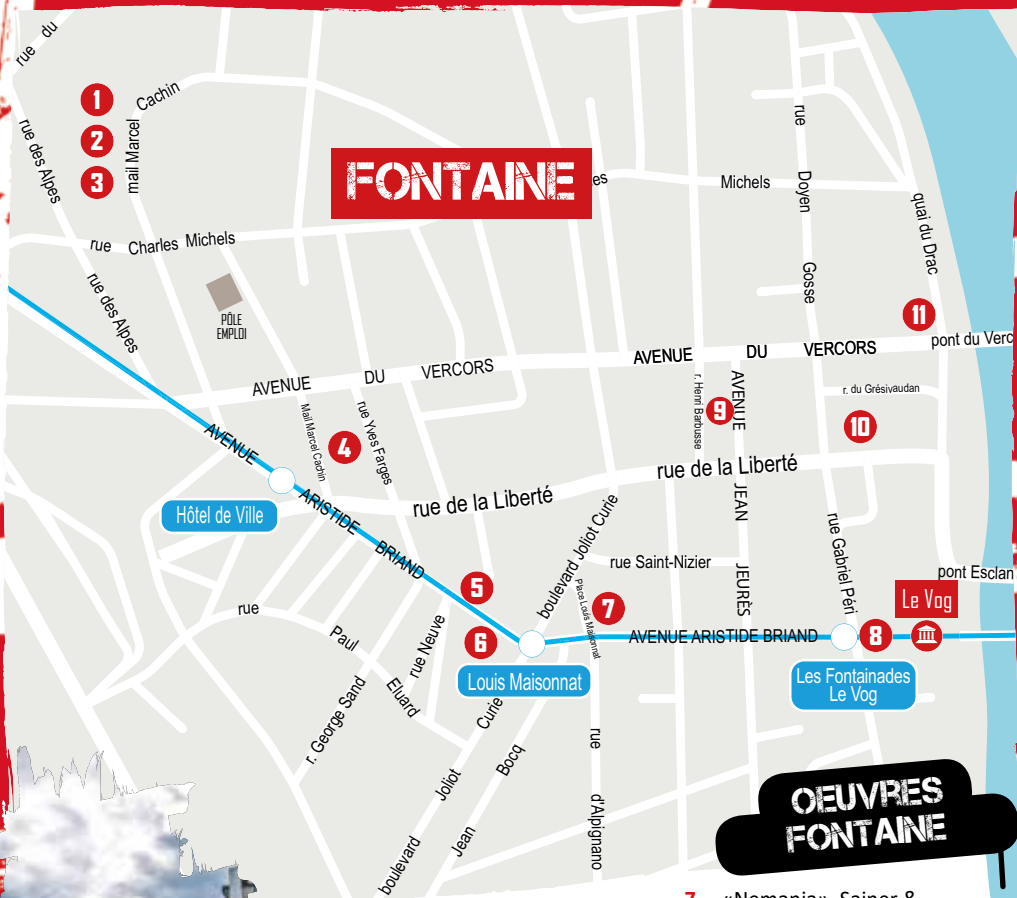 rue du
1
2
3
mail Marcel Cachin
rue des Alpes
FONTAINE
es
Michels
rue Doyen Gosse
quai du Drac
rue Charles Michels
rue des Alpes
PÔLE
EMPLOI
11
pont du Verc
AVENUE DU VERCORS
AVENUE DU VERCORS
r. du Grésivaudan
r. Henri Barbusse
9
10
AVENUE JEAN JEURÈS
Mail Marcel Cachin
4
rue Yves Farges
AVENUE ARISTIDE BRIAND
rue de la Liberté
rue de la Liberté
Hôtel de Ville
boulevard Joliot Curie
rue Saint-Nizier
rue Gabriel Péri
pont Esclan
Le Vog
5
6
7
Place Louis Maisonnat
AVENUE ARISTIDE BRIAND
8
rue Paul Eluard
rue Neuve
Louis Maisonnat
Les Fontainades
Le Vog
r. George Sand
boulevard Joliot Curie
Jean Bocq
rue d'Alpignano
OEUVRES
FONTAINE
7 «Nomania» Sainer &